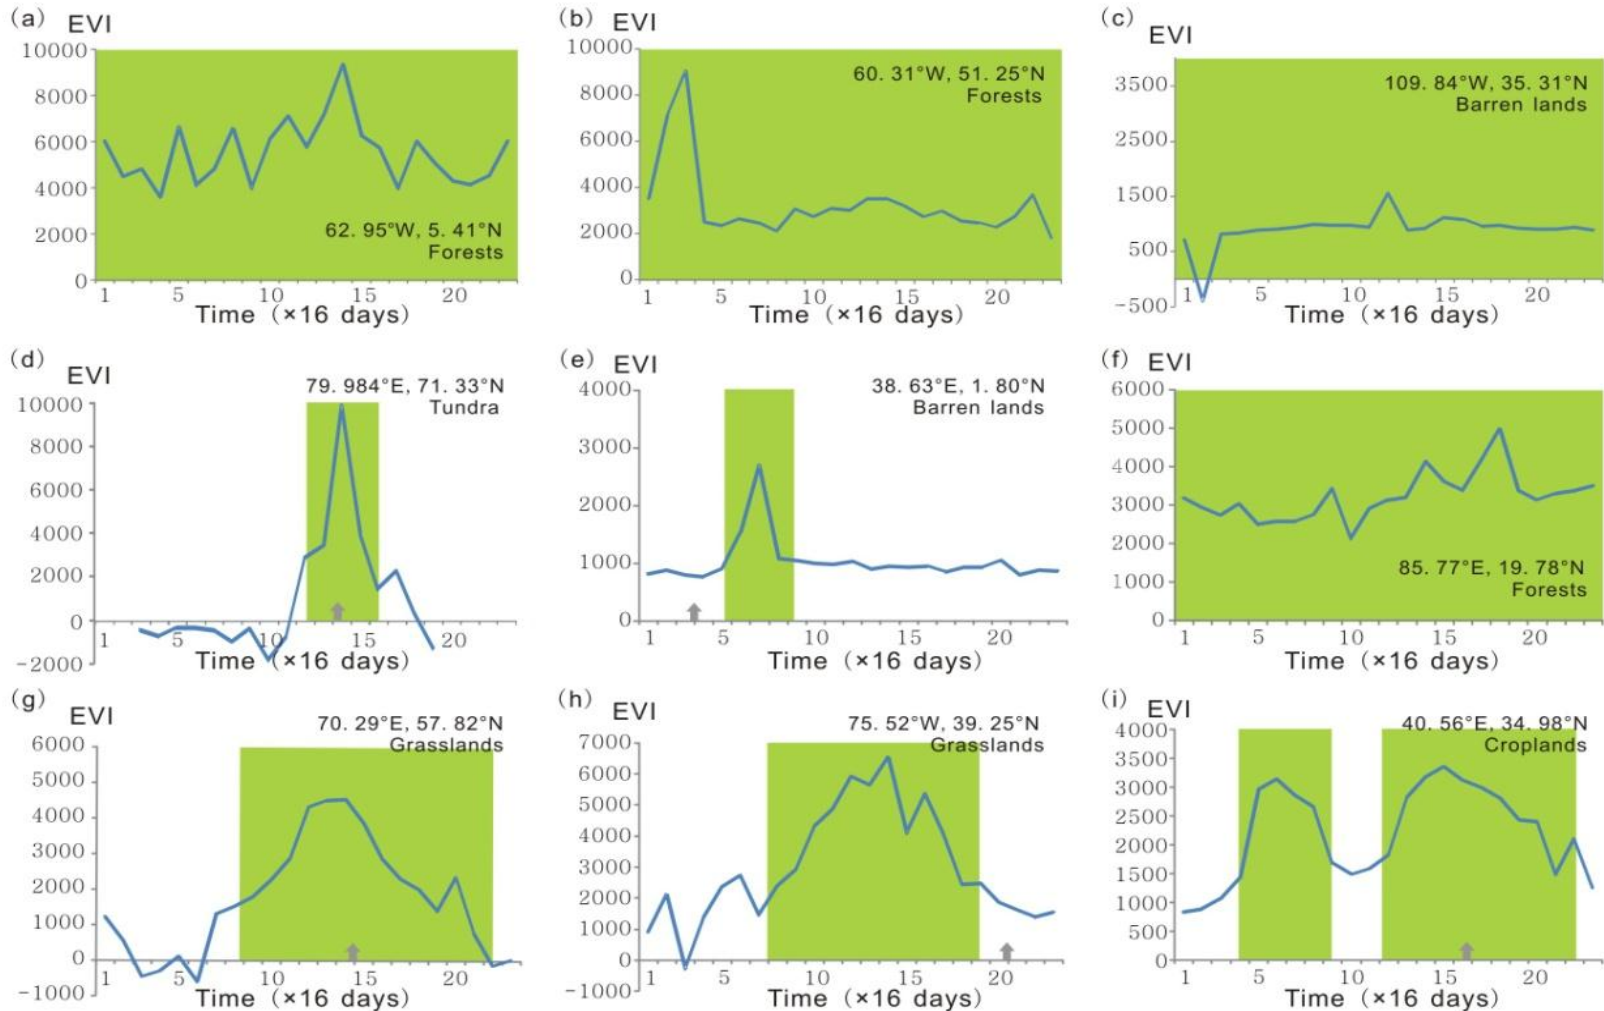 (a) EVI
10000
8000
6000
4000
2000
0
62.95°W, 5.41°N
Forests
1 5 10 15 20
Time (×16 days)
(b) EVI
10000
8000
6000
4000
2000
0
60.31°W, 51.25°N
Forests
1 5 10 15 20
Time (×16 days)
(c) EVI
3500
2500
1500
500
-500
109.84°W, 35.31°N
Barren lands
1 5 10 15 20
Time (×16 days)
(d) EVI
79.984°E, 71.33°N
Tundra
10000
8000
6000
4000
2000
0
-2000
1 5 10 15 20
Time (×16 days)
(e) EVI
38.63°E, 1.80°N
Barren lands
4000
3000
2000
1000
0
1 5 10 15 20
Time (×16 days)
(f) EVI
6000
5000
4000
3000
2000
1000
0
85.77°E, 19.78°N
Forests
1 5 10 15 20
Time (×16 days)
(g) EVI
70.29°E, 57.82°N
Grasslands
6000
5000
4000
3000
2000
1000
0
-1000
1 5 10 15 20
Time (×16 days)
(h) EVI
75.52°W, 39.25°N
Grasslands
7000
6000
5000
4000
3000
2000
1000
0
-1000
1 5 10 15 20
Time (×16 days)
(i) EVI
40.56°E, 34.98°N
Croplands
4000
3500
3000
2500
2000
1500
1000
500
0
1 5 10 15 20
Time (×16 days)